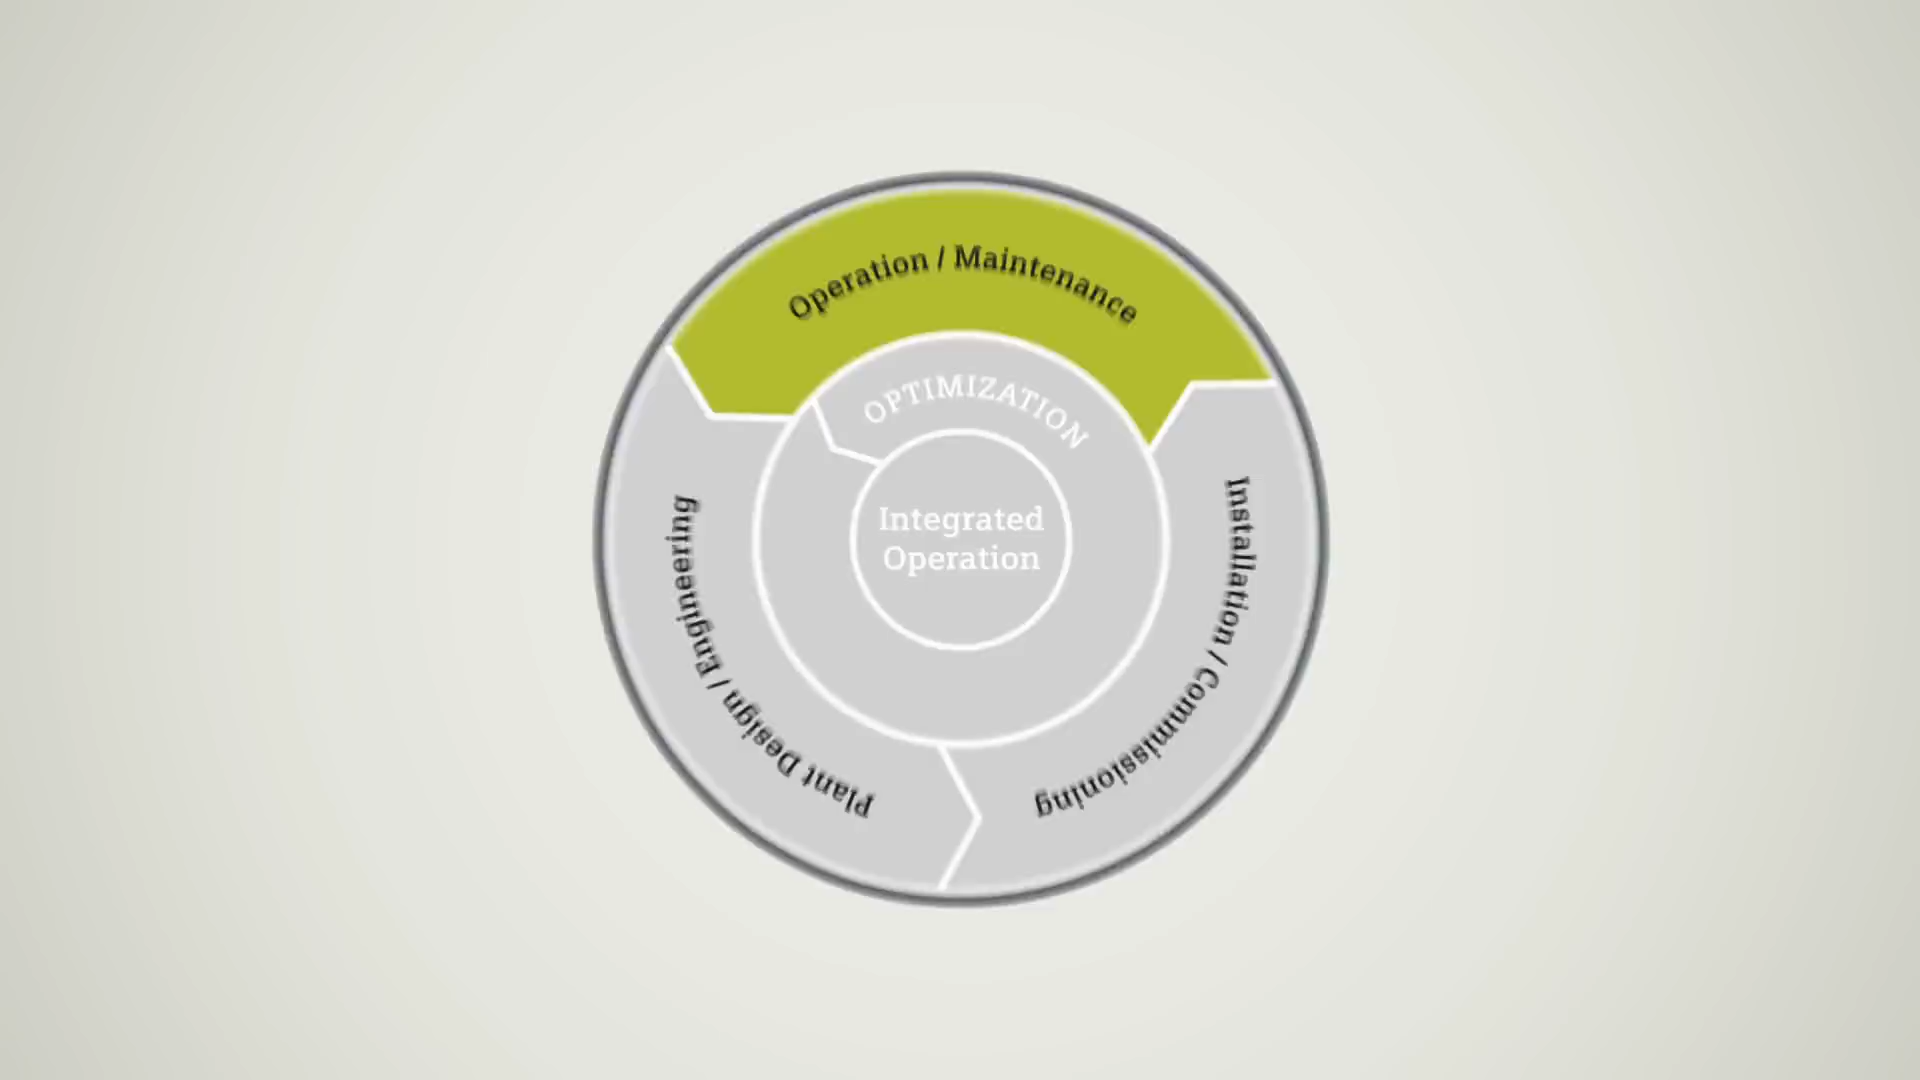 Operation / Maintenance
OPTIMIZATION
Integrated
Operation
Installation / Commissioning
Plant Design / Engineering